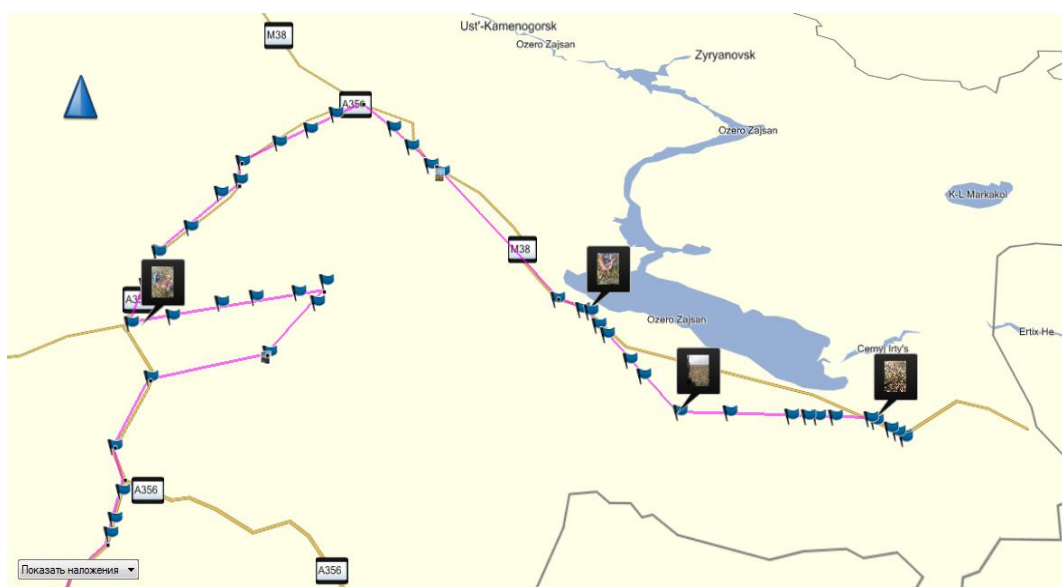 Ust'-Kamenogorsk
M38
Ozero Zajsan
Zyryanovsk
A356
Ozero Zajsan
K-L Markakol
M38
Ozero Zajsan
Ertix He
Cernyj Irty's
A356
A356
Показать наложения